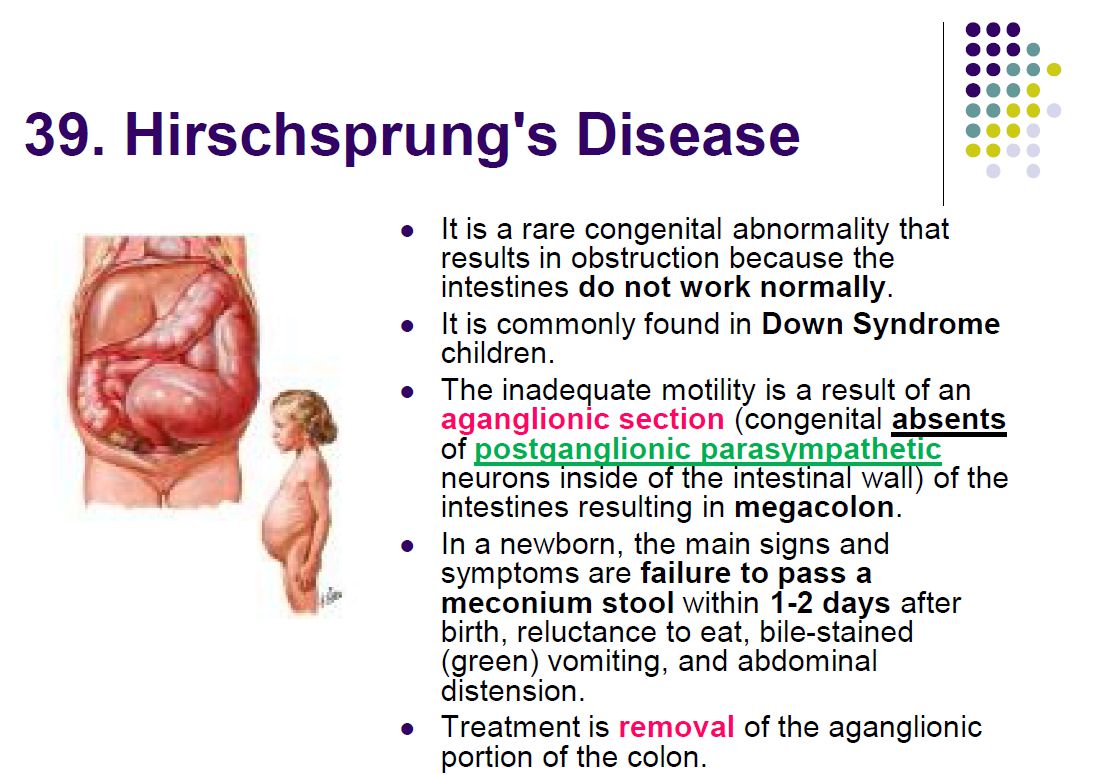 39. Hirschsprung's Disease
It is a rare congenital abnormality that
results in obstruction because the
intestines do not work normally.
It is commonly found in Down Syndrome
children.
The inadequate motility is a result of an
aganglionic section (congenital absents
of postganglionic parasympathetic
neurons inside of the intestinal wall) of the
intestines resulting in megacolon.
In a newborn, the main signs and
symptoms are failure to pass a
meconium stool within 1-2 days after
birth, reluctance to eat, bile-stained
(green) vomiting, and abdominal
distension.
Treatment is removal of the aganglionic
portion of the colon.